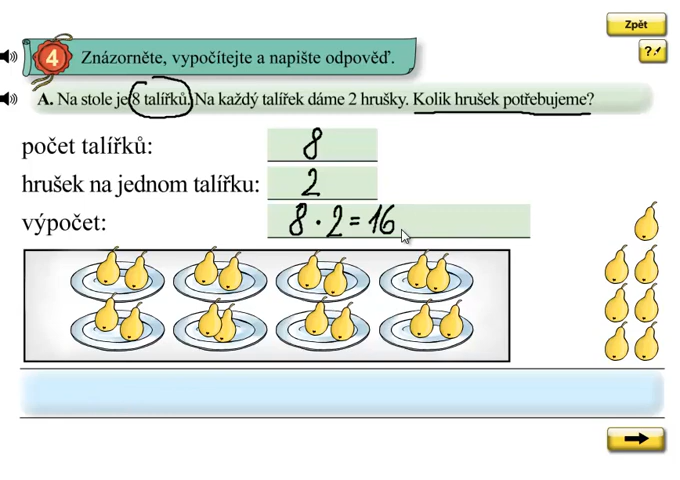 Zpět
?
4 Znázorněte, vypočítejte a napište odpověď.
A. Na stole je 8 talířků. Na každý talířek dáme 2 hrušky. Kolik hrušek potřebujeme?
počet talířků: 8
hrušek na jednom talířku: 2
výpočet: 8 · 2 = 16